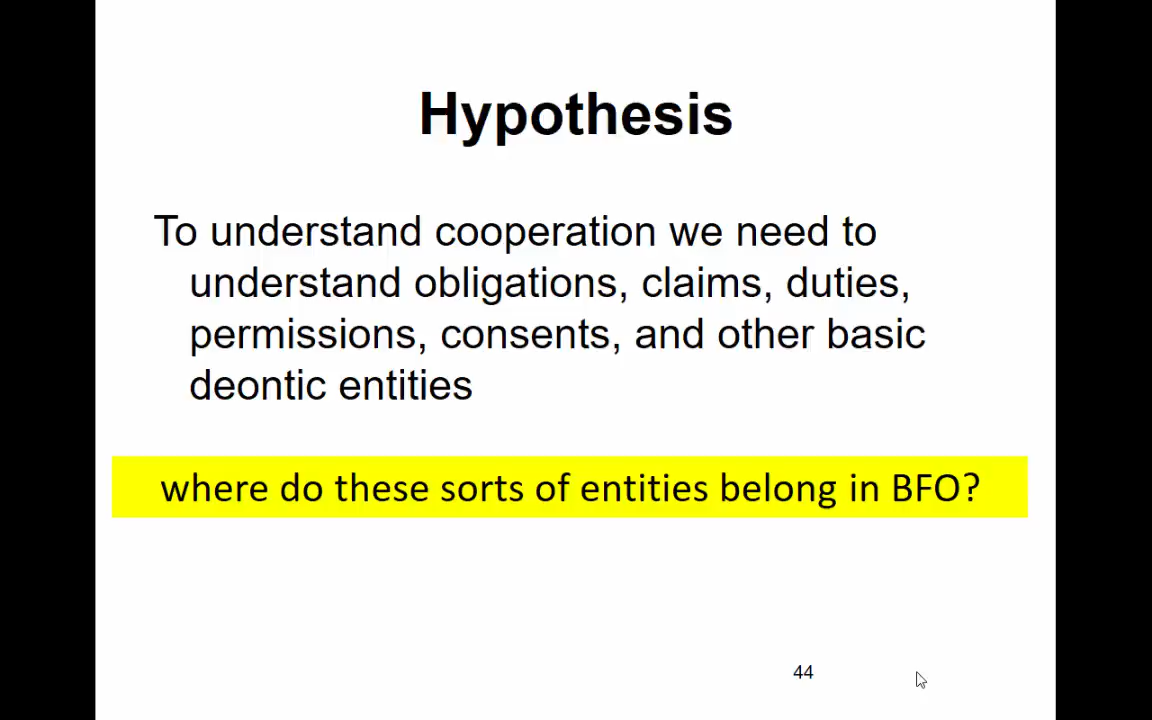 Hypothesis
To understand cooperation we need to
understand obligations, claims, duties,
permissions, consents, and other basic
deontic entities
where do these sorts of entities belong in BFO?
44